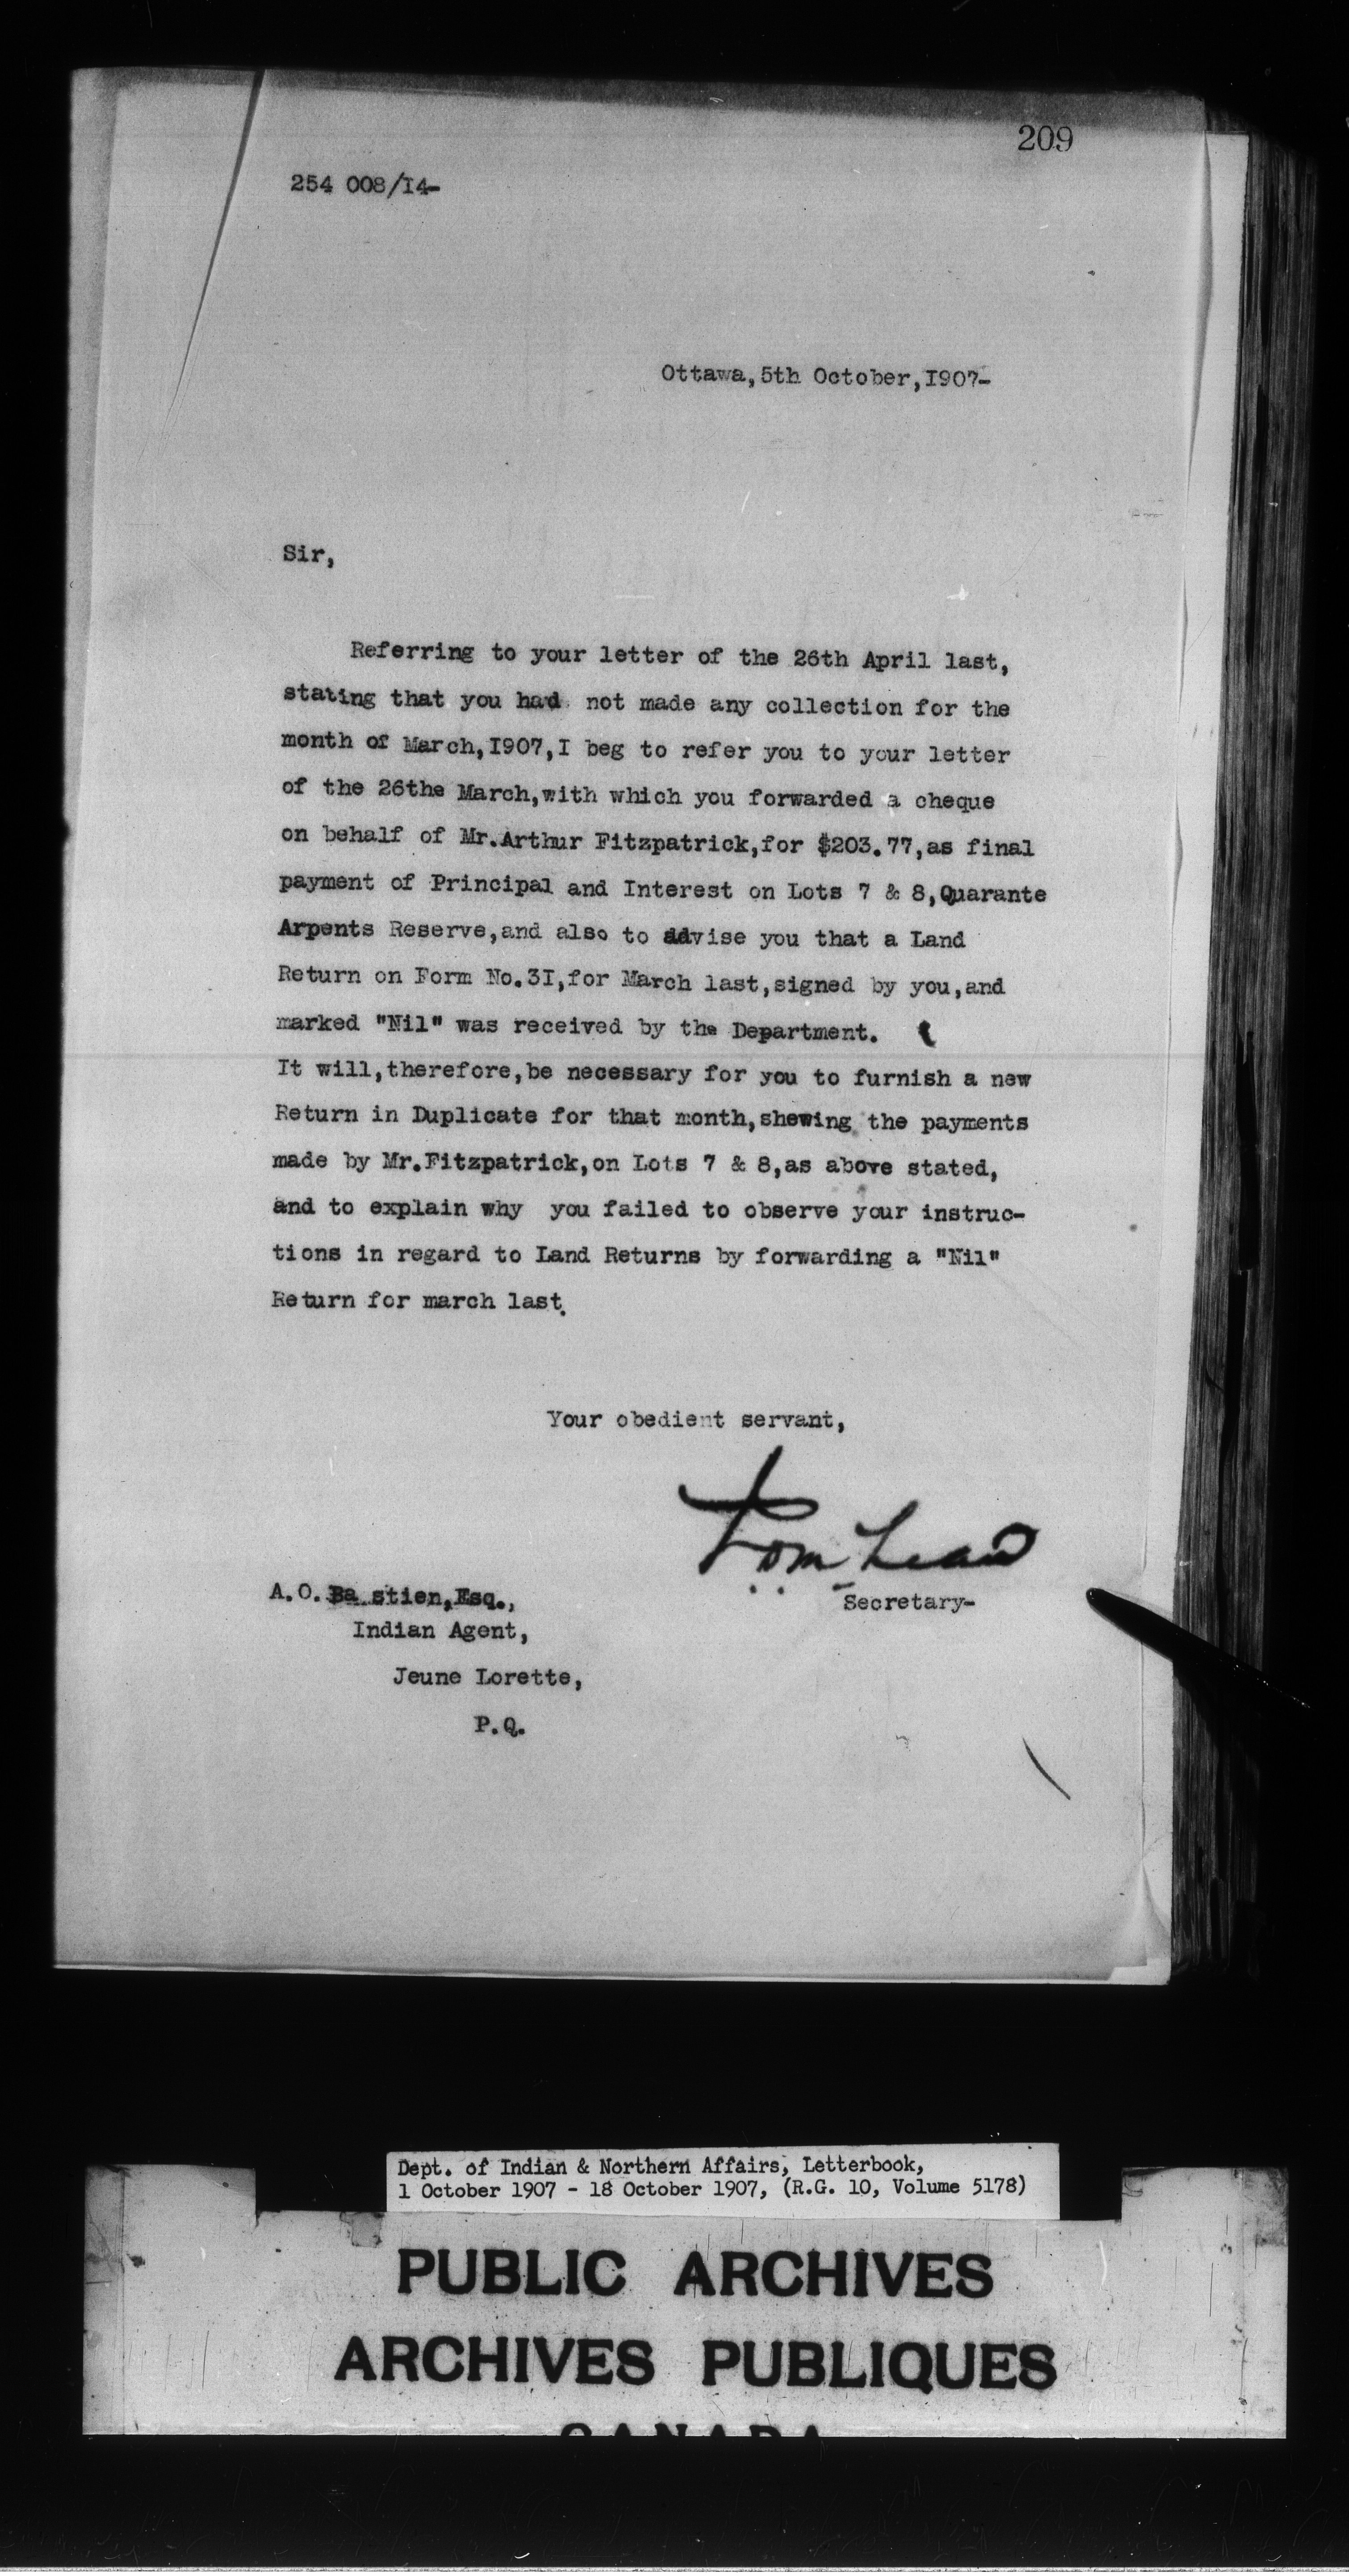 209
254 008/I4-
Ottawa, 5th October, I907-
Sir,
Referring to your letter of the 26th April last,
stating that you had not made any collection for the
month of March, I907, I beg to refer you to your letter
of the 26the March, with which you forwarded a cheque
on behalf of Mr. Arthur Fitzpatrick, for $203.77, as final
payment of Principal and Interest on Lots 7 & 8, Quarante
Arpents Reserve, and also to advise you that a Land
Return on Form No. 3I, for March last, signed by you, and
marked "Nil" was received by the Department.
It will, therefore, be necessary for you to furnish a new
Return in Duplicate for that month, shewing the payments
made by Mr. Fitzpatrick, on Lots 7 & 8, as above stated,
and to explain why you failed to observe your instruc-
tions in regard to Land Returns by forwarding a "Nil"
Return for march last.
Your obedient servant,
Secretary-
A. O. Bastien, Esq.,
Indian Agent,
Jeune Lorette,
P.Q.
Dept. of Indian & Northern Affairs, Letterbook,
1 October 1907 - 18 October 1907, (R.G. 10, Volume 5178)
PUBLIC ARCHIVES
ARCHIVES PUBLIQUES
CANADA